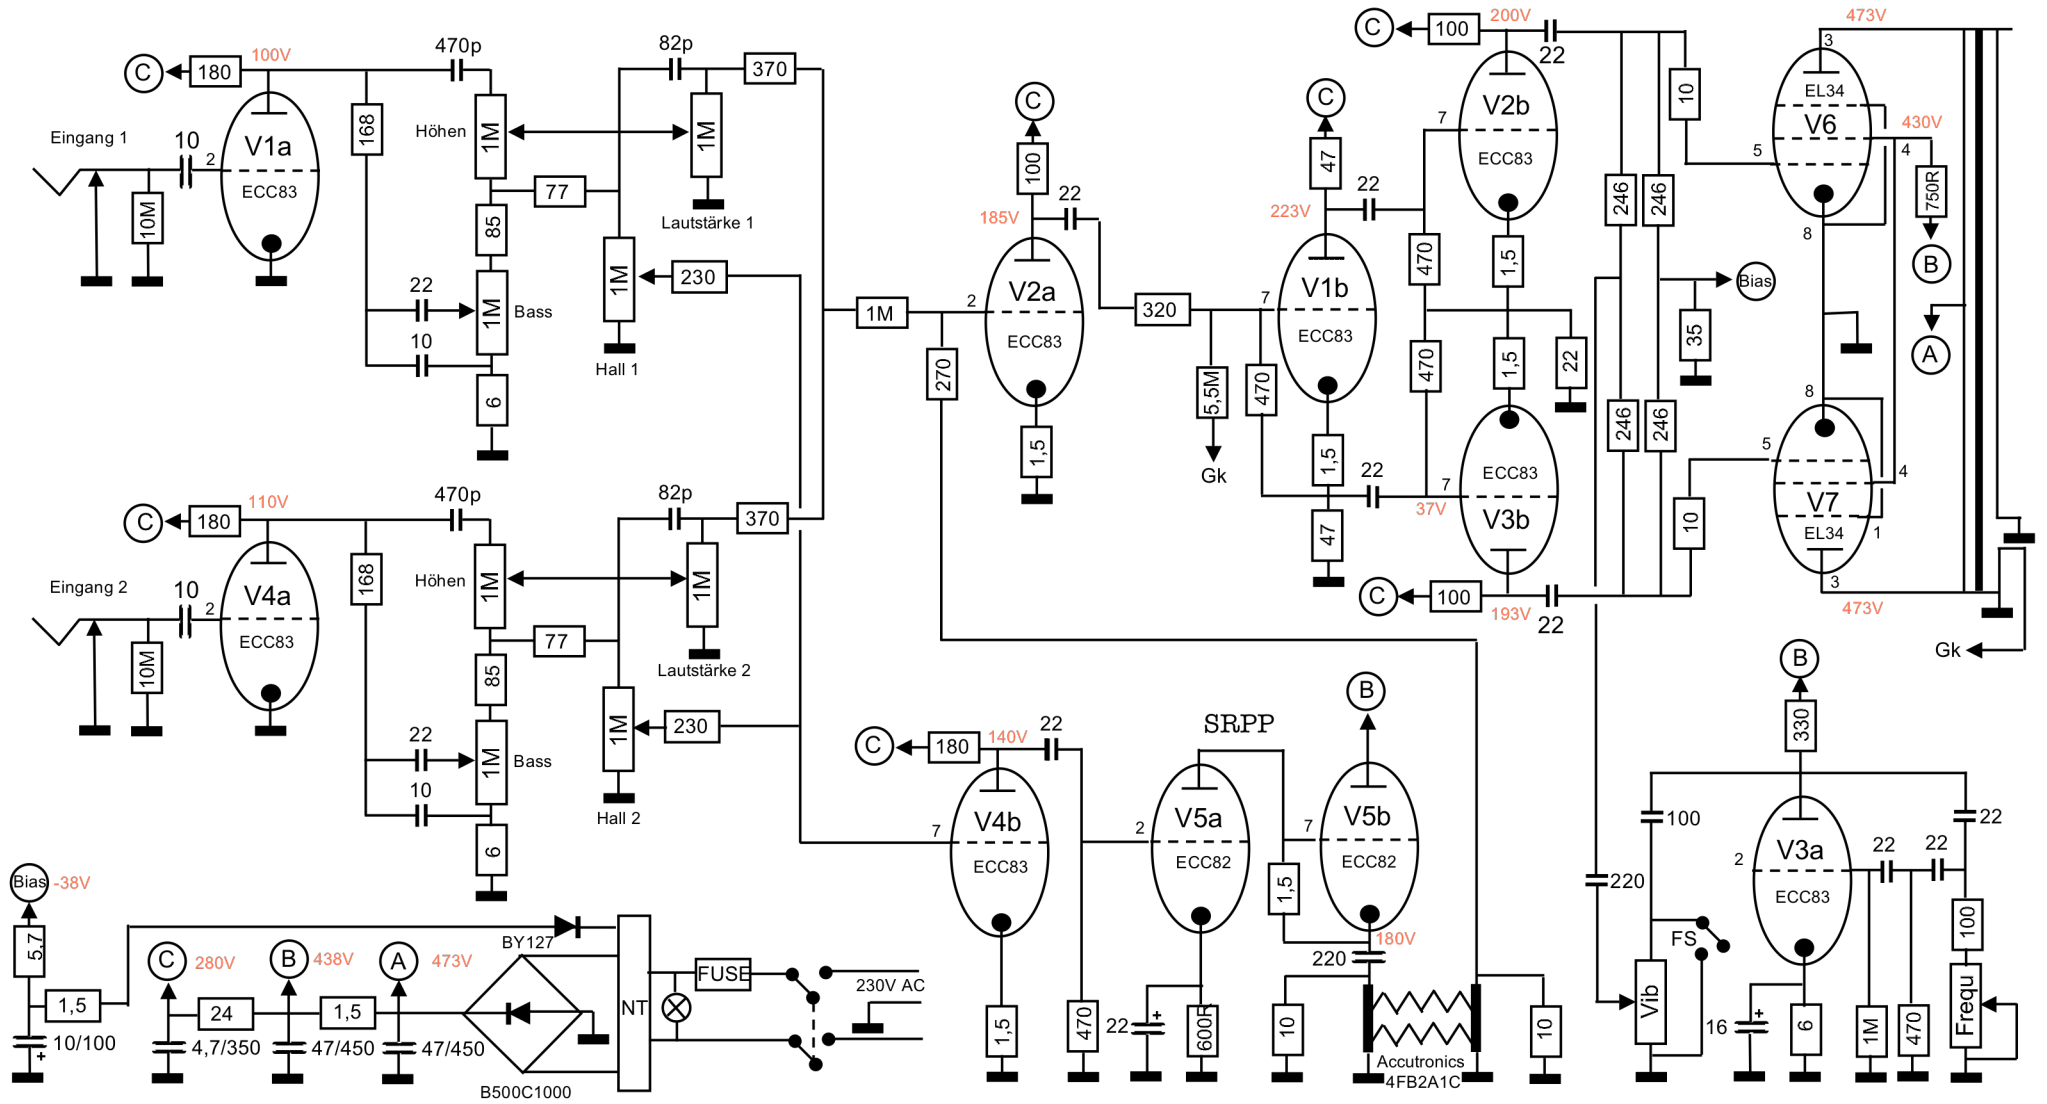 C
180
100V
470p
82p
370
Eingang 1
10
2
V1a
ECC83
10M
168
Höhen
1M
1M
Lautstärke 1
77
85
22
1M
Bass
10
6
1M
230
Hall 1
C
180
110V
470p
82p
370
Eingang 2
10
2
V4a
ECC83
10M
168
Höhen
1M
1M
Lautstärke 2
77
85
22
1M
Bass
10
6
1M
230
Hall 2
1M
270
C
100
185V
22
2
V2a
ECC83
1,5
320
5,5M
Gk
470
C
47
223V
22
7
V1b
ECC83
1,5
47
22
C
100
200V
22
7
V2b
ECC83
1,5
470
470
1,5
22
ECC83
V3b
7
37V
C
100
193V
22
246
246
246
246
Bias
35
10
10
473V
3
EL34
V6
5
8
430V
4
750R
B
A
8
5
4
V7
EL34
1
3
473V
Gk
C
180
140V
22
7
V4b
ECC83
1,5
470
SRPP
2
V5a
ECC82
22
600R
1,5
B
7
V5b
ECC82
180V
220
10
10
Accutronics
4FB2A1C
B
330
100
22
220
FS
Vib
2
V3a
ECC83
22
22
16
6
1M
470
100
Frequ
Bias
-38V
5,7
1,5
10/100
C
280V
24
4,7/350
B
438V
1,5
47/450
A
473V
47/450
BY127
B500C1000
NT
FUSE
230V AC